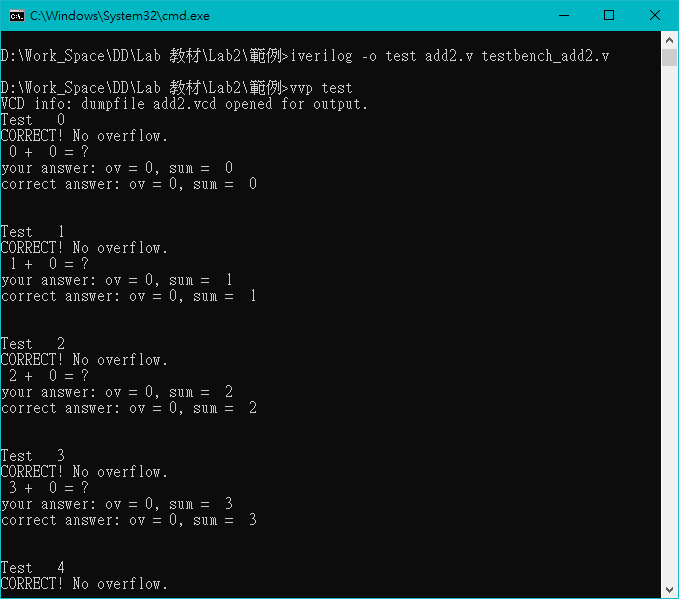 C:\Windows\System32\cmd.exe
D:\Work_Space\DD\Lab 教材\Lab2\範例>iverilog -o test add2.v testbench_add2.v
D:\Work_Space\DD\Lab 教材\Lab2\範例>vvp test
VCD info: dumpfile add2.vcd opened for output.
Test   0
CORRECT! No overflow.
 0 +  0 = ?
your answer: ov = 0, sum =  0
correct answer: ov = 0, sum =  0
Test   1
CORRECT! No overflow.
 1 +  0 = ?
your answer: ov = 0, sum =  1
correct answer: ov = 0, sum =  1
Test   2
CORRECT! No overflow.
 2 +  0 = ?
your answer: ov = 0, sum =  2
correct answer: ov = 0, sum =  2
Test   3
CORRECT! No overflow.
 3 +  0 = ?
your answer: ov = 0, sum =  3
correct answer: ov = 0, sum =  3
Test   4
CORRECT! No overflow.